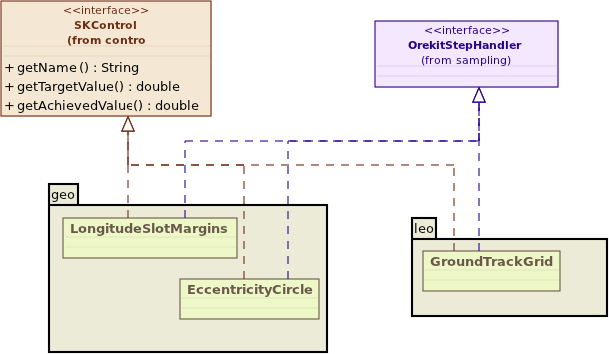 <<interface>>
SKControl
(from contro
+ getName() : String
+ getTargetValue() : double
+ getAchievedValue() : double
<<interface>>
OrekitStepHandler
(from sampling)
geo
LongitudeSlotMargins
EccentricityCircle
leo
GroundTrackGrid